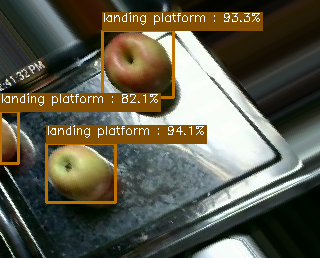 landing platform : 93.3%
:41:32 PM
landing platform : 82.1%
landing platform : 94.1%